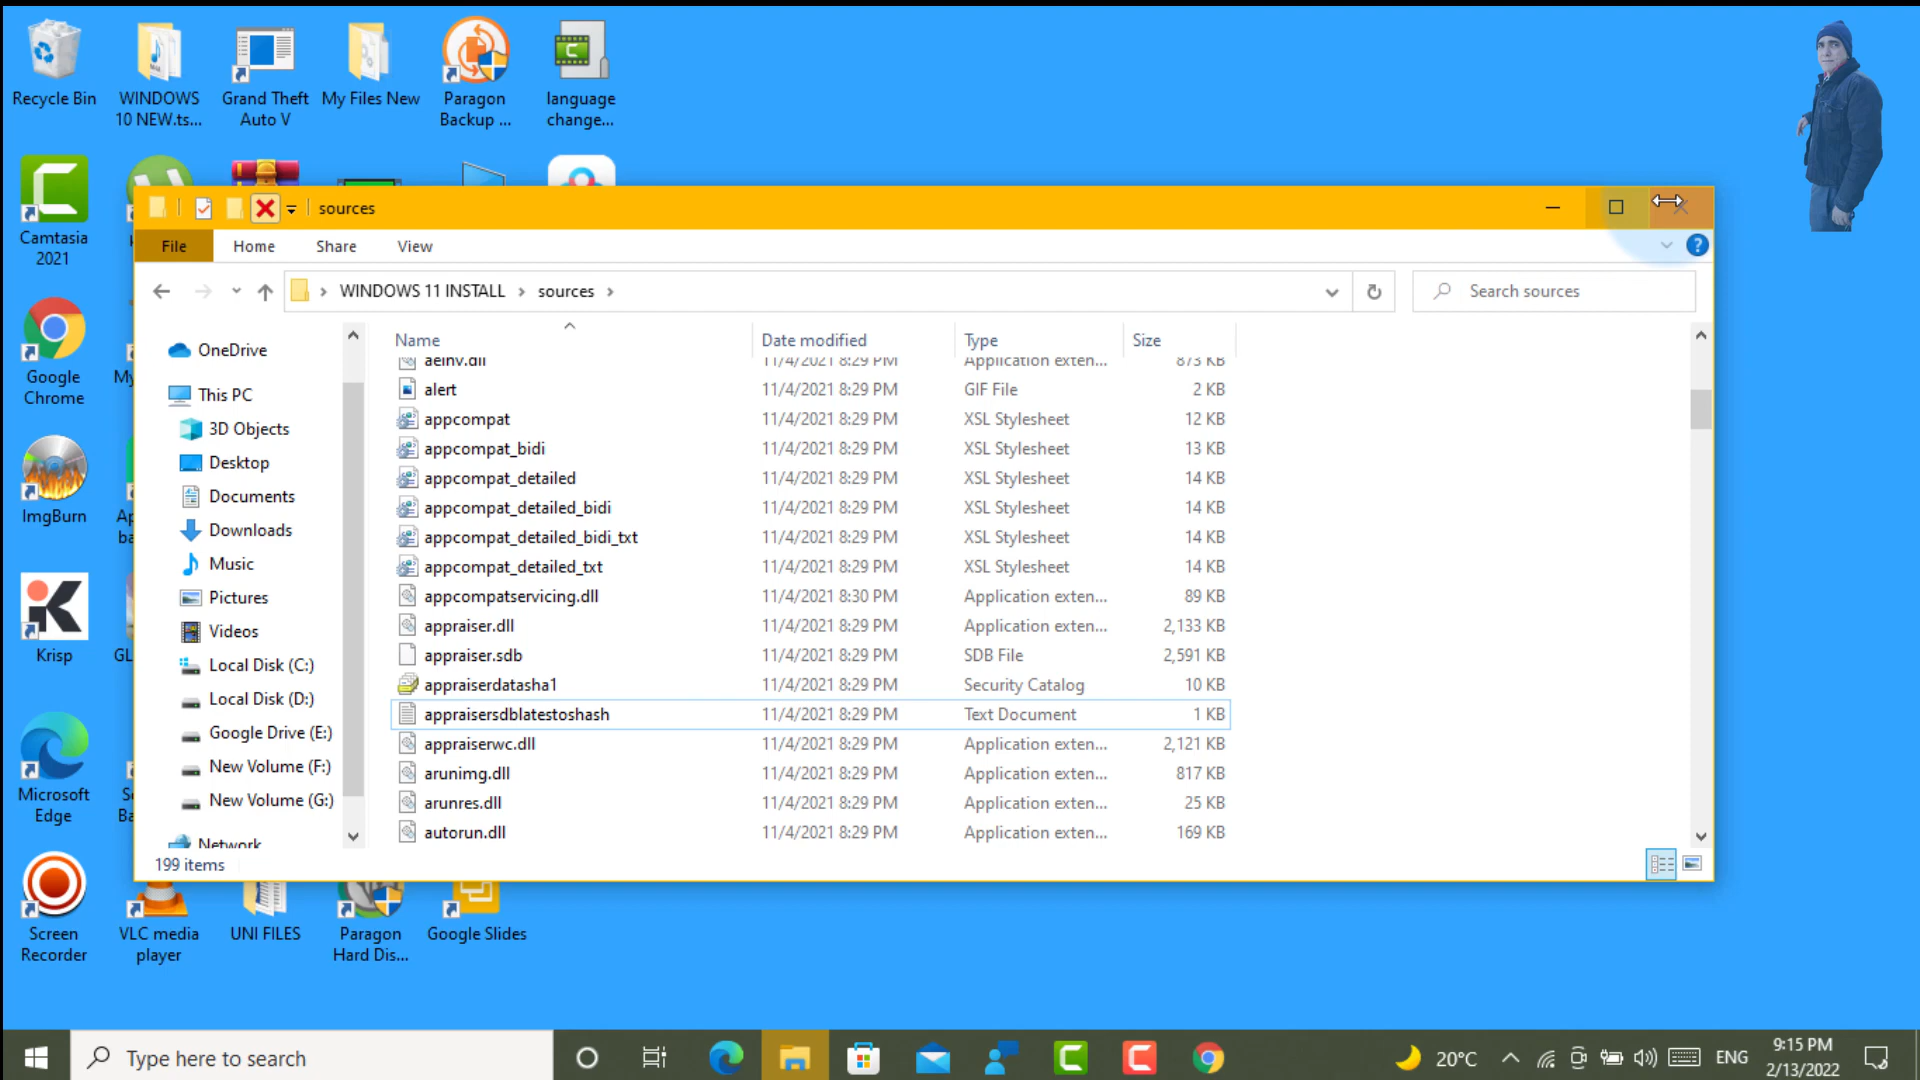 Recycle Bin
WINDOWS
10 NEW.ts...
Grand Theft
Auto V
My Files New
Paragon
Backup ...
language
change...
Camtasia
2021
Google
Chrome
ImgBurn
Krisp
Microsoft
Edge
Screen
Recorder
VLC media
player
UNI FILES
Paragon
Hard Dis...
Google Slides
sources
File
Home
Share
View
WINDOWS 11 INSTALL
sources
Search sources
OneDrive
This PC
3D Objects
Desktop
Documents
Downloads
Music
Pictures
Videos
Local Disk (C:)
Local Disk (D:)
Google Drive (E:)
New Volume (F:)
New Volume (G:)
Network
Name Date modified Type Size
aeinv.dll 11/4/2021 8:29 PM Application exten... 873 KB
alert 11/4/2021 8:29 PM GIF File 2 KB
appcompat 11/4/2021 8:29 PM XSL Stylesheet 12 KB
appcompat_bidi 11/4/2021 8:29 PM XSL Stylesheet 13 KB
appcompat_detailed 11/4/2021 8:29 PM XSL Stylesheet 14 KB
appcompat_detailed_bidi 11/4/2021 8:29 PM XSL Stylesheet 14 KB
appcompat_detailed_bidi_txt 11/4/2021 8:29 PM XSL Stylesheet 14 KB
appcompat_detailed_txt 11/4/2021 8:29 PM XSL Stylesheet 14 KB
appcompatservicing.dll 11/4/2021 8:30 PM Application exten... 89 KB
appraiser.dll 11/4/2021 8:29 PM Application exten... 2,133 KB
appraiser.sdb 11/4/2021 8:29 PM SDB File 2,591 KB
appraiserdatasha1 11/4/2021 8:29 PM Security Catalog 10 KB
appraisersdblatestoshash 11/4/2021 8:29 PM Text Document 1 KB
appraiserwc.dll 11/4/2021 8:29 PM Application exten... 2,121 KB
arunimg.dll 11/4/2021 8:29 PM Application exten... 817 KB
arunres.dll 11/4/2021 8:29 PM Application exten... 25 KB
autorun.dll 11/4/2021 8:29 PM Application exten... 169 KB
199 items
Type here to search
20°C
ENG
9:15 PM
2/13/2022